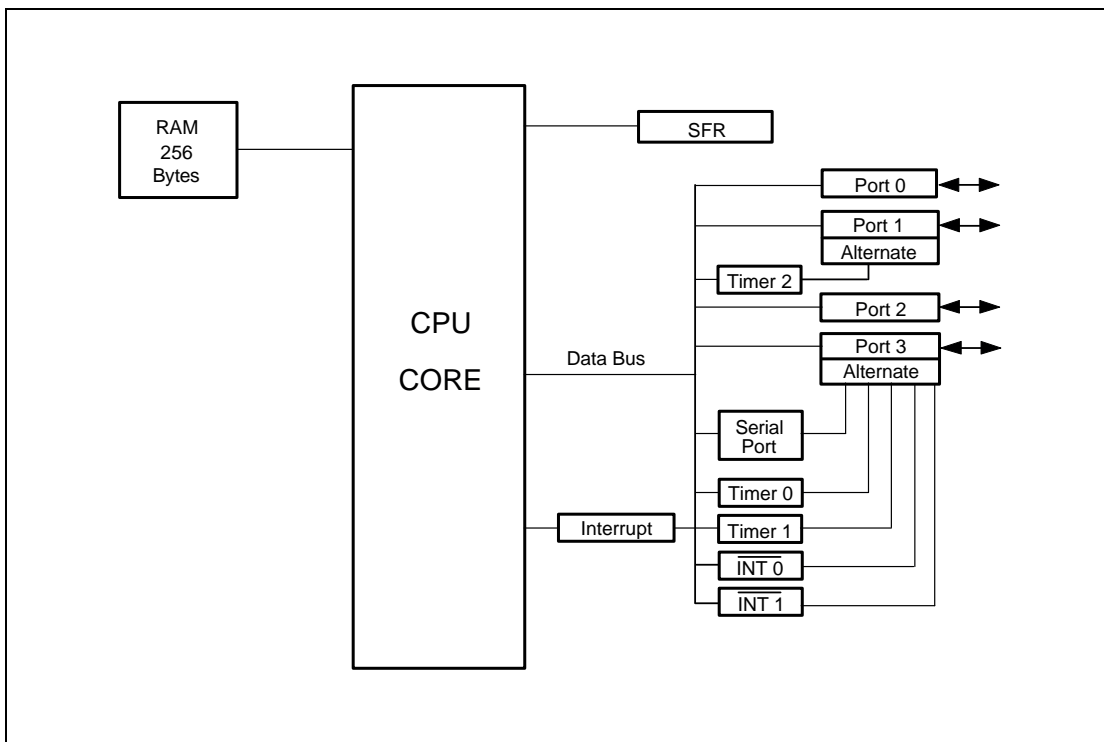 RAM
256
Bytes
CPU
CORE
SFR
Port 0
Port 1
Alternate
Timer 2
Port 2
Port 3
Alternate
Data Bus
Serial
Port
Timer 0
Interrupt
Timer 1
INT 0
INT 1